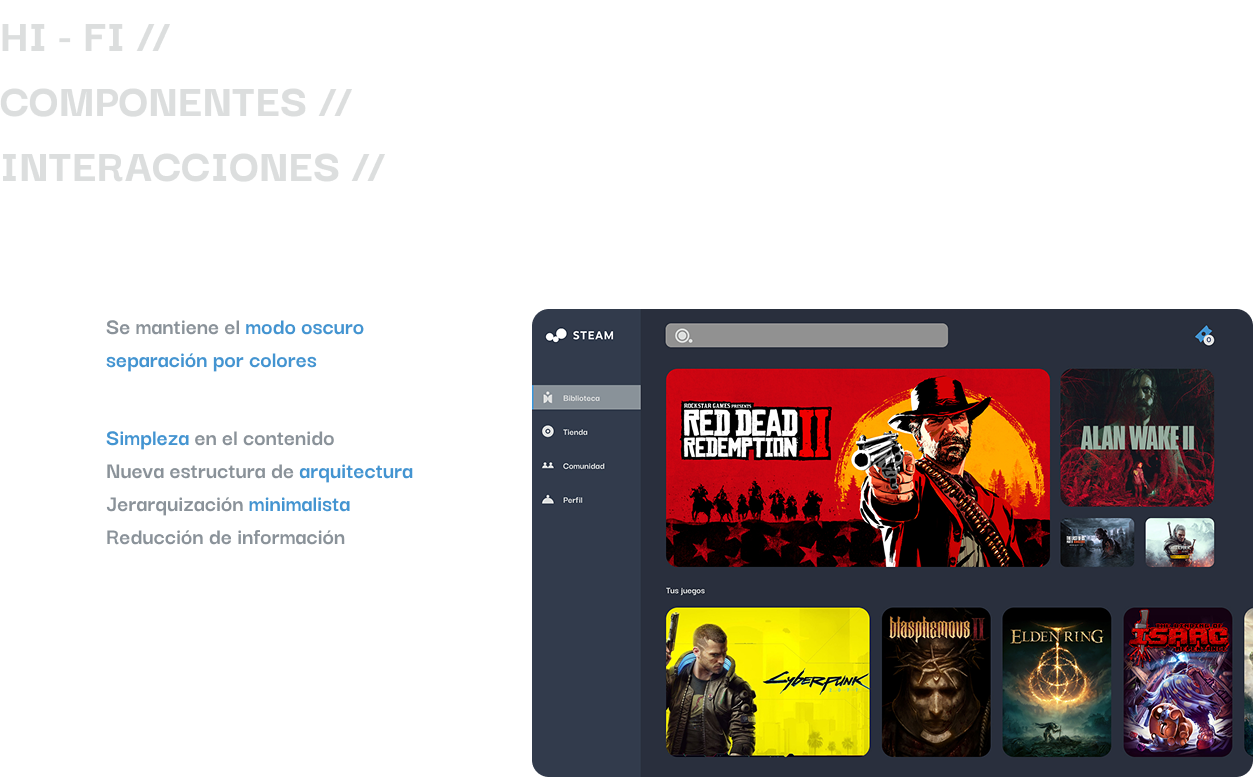 HI - FI //
COMPONENTES //
INTERACCIONES //
Se mantiene el modo oscuro
separación por colores
Simpleza en el contenido
Nueva estructura de arquitectura
Jerarquización minimalista
Reducción de información
STEAM
0
Biblioteca
Tienda
Comunidad
Perfil
ROCKSTAR GAMES PRESENTS
RED DEAD
REDEMPTION II
ALAN WAKE II
Tus juegos
Cyberpunk
blasphemous II
ELDEN RING
ISAAC